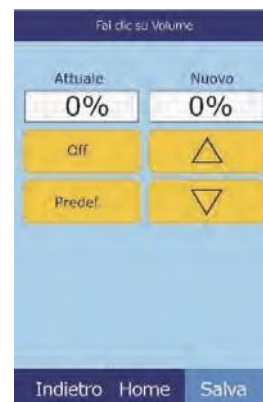 Fai clic su Volume
Attuale Nuovo
0% 0%
Off
Predef.
Indietro Home Salva